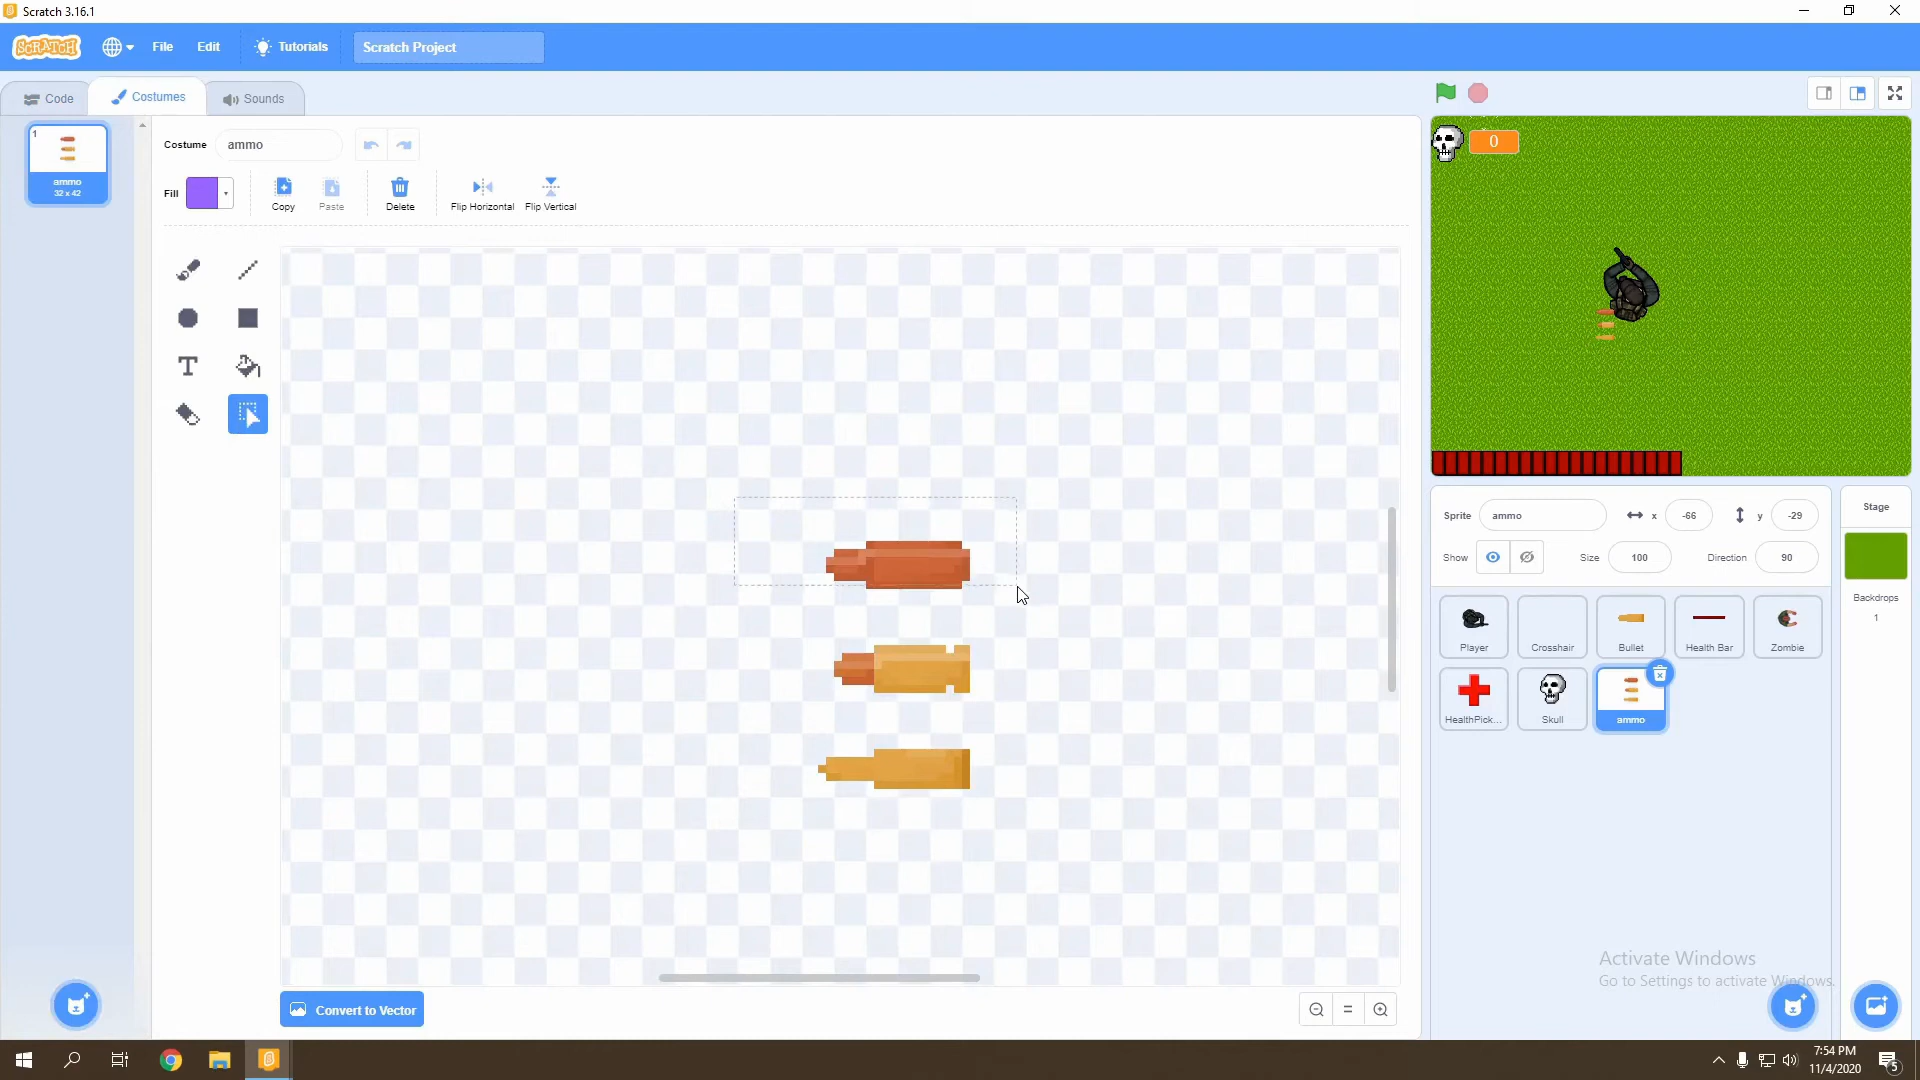 Scratch 3.16.1
SCRATCH
File
Edit
Tutorials
Scratch Project
Code
Costumes
Sounds
1
ammo
32 x 42
Costume
ammo
Fill
Copy
Paste
Delete
Flip Horizontal
Flip Vertical
T
Convert to Vector
0
Sprite
ammo
x
-66
y
-29
Show
Size
100
Direction
90
Player
Crosshair
Bullet
Health Bar
Zombie
HealthPick...
Skull
ammo
Stage
Backdrops
1
Activate Windows
Go to Settings to activate Windows.
7:54 PM
11/4/2020
5